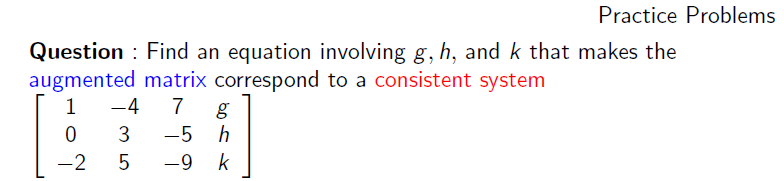 Practice Problems
Question : Find an equation involving g, h, and k that makes the
augmented matrix correspond to a consistent system
1 −4 7 g
0 3 −5 h
−2 5 −9 k